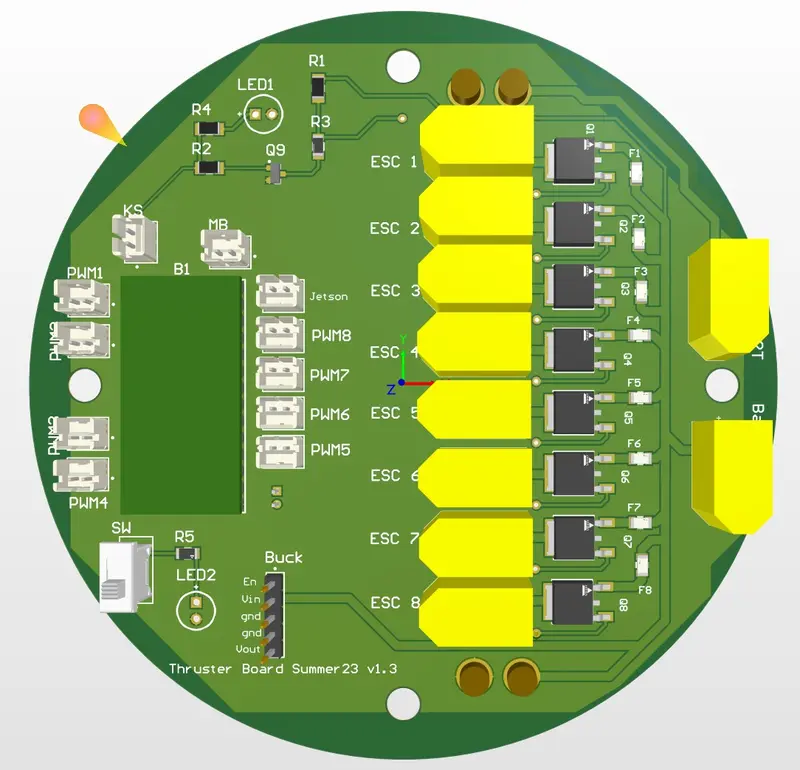 R1
LED1
R4
R3
R2
Q9
Q1
ESC 1
F1
KS
MB
ESC 2
F2
Q2
PWM1
B1
Jetson
ESC 3
F3
Q3
PWM8
F4
ESC 4
Y
Z
Q4
PWM7
F5
PWM6
ESC 5
Q5
PWM5
F6
ESC 6
Q6
PWM4
SW
R5
F7
ESC 7
Q7
LED2
Buck
En
Vin
gnd
gnd
Vout
F8
ESC 8
Q8
Thruster Board Summer23 v1.3